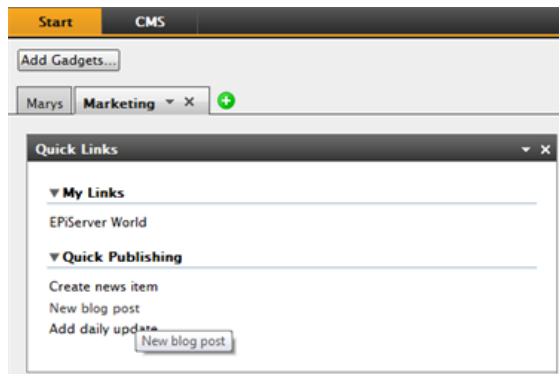 Start CMS
Add Gadgets...
Marys Marketing
Quick Links
My Links
EPiServer World
Quick Publishing
Create news item
New blog post
Add daily update
New blog post